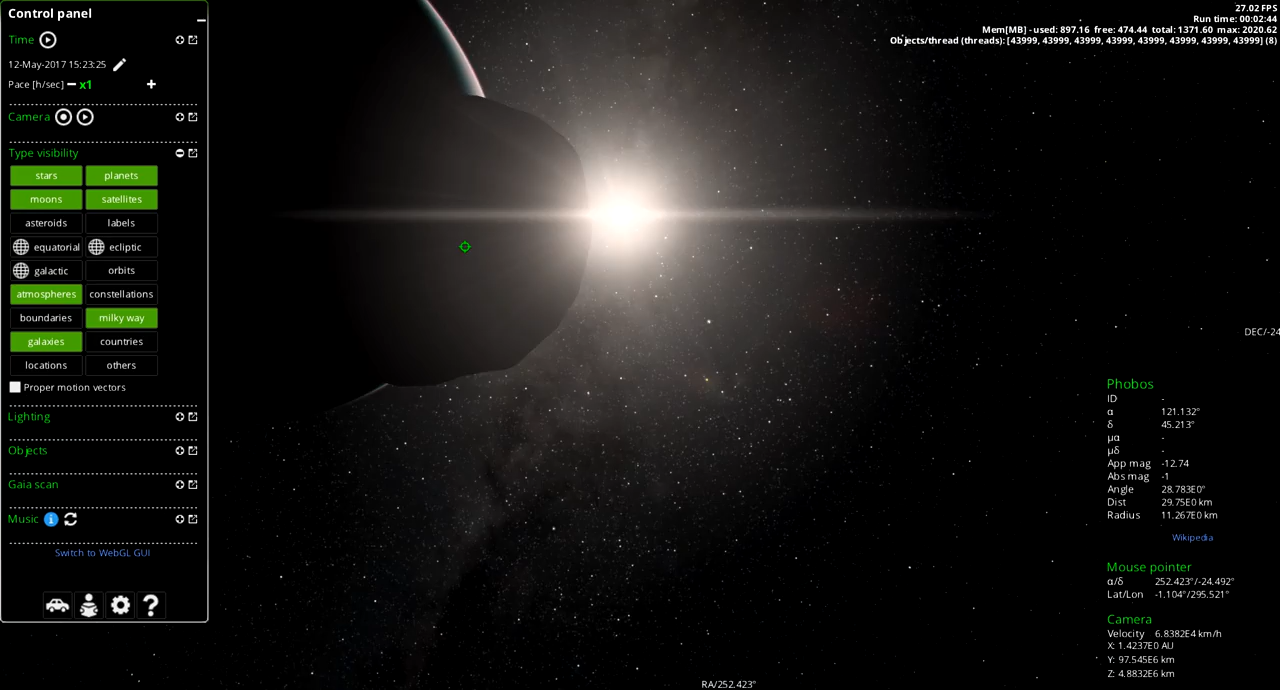 Control panel
Time
12-May-2017 15:23:25
Pace [h/sec] x1
Camera
Type visibility
stars planets
moons satellites
asteroids labels
equatorial ecliptic
galactic orbits
atmospheres constellations
boundaries milky way
galaxies countries
locations others
Proper motion vectors
Lighting
Objects
Gaia scan
Music
Switch to WebGL GUI
27.02 FPS
Run time: 00:02:44
Mem[MB] - used: 897.16 free: 474.44 total: 1371.60 max: 2020.62
Objects/thread (threads): [43999, 43999, 43999, 43999, 43999, 43999, 43999, 43999] (8)
DEC/-24
Phobos
ID -
α 121.132°
δ 45.213°
μα -
μδ -
App mag -12.74
Abs mag -1
Angle 28.783E0°
Dist 29.75E0 km
Radius 11.267E0 km
Wikipedia
Mouse pointer
α/δ 252.423°/-24.492°
Lat/Lon -1.104°/295.521°
Camera
Velocity 6.8382E4 km/h
X: 1.4237E0 AU
Y: 97.545E6 km
Z: 4.8832E6 km
RA/252.423°